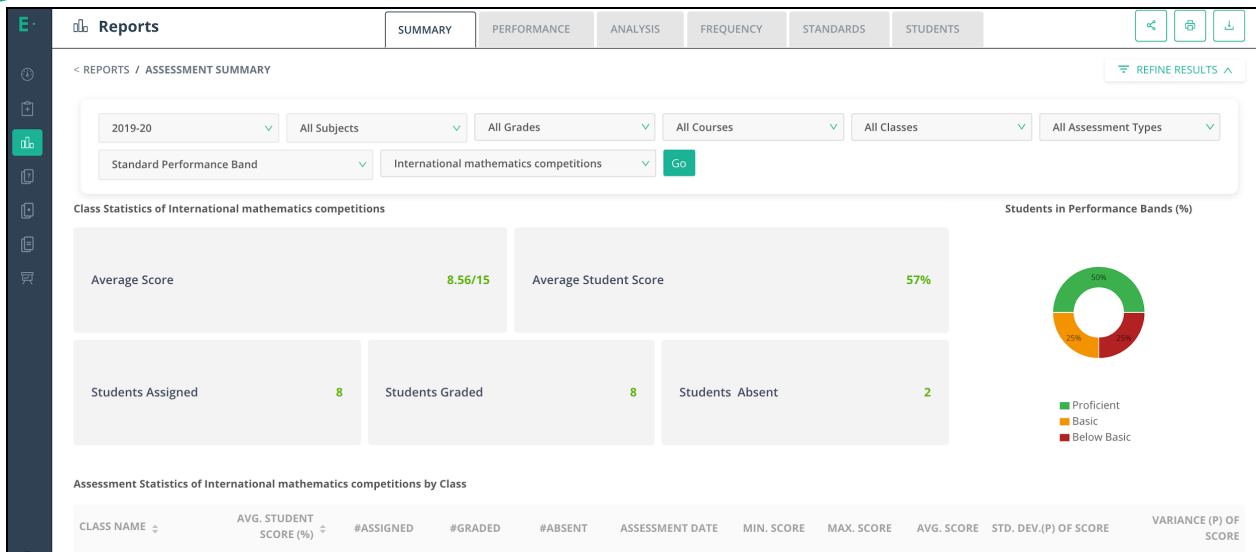 E·
Reports
SUMMARY PERFORMANCE ANALYSIS FREQUENCY STANDARDS STUDENTS
< REPORTS / ASSESSMENT SUMMARY
REFINE RESULTS
2019-20 All Subjects All Grades All Courses All Classes All Assessment Types
Standard Performance Band International mathematics competitions Go
Class Statistics of International mathematics competitions
Students in Performance Bands (%)
Average Score 8.56/15 Average Student Score 57%
50%
25% 25%
Students Assigned 8 Students Graded 8 Students Absent 2
Proficient
Basic
Below Basic
Assessment Statistics of International mathematics competitions by Class
CLASS NAME AVG. STUDENT SCORE (%) #ASSIGNED #GRADED #ABSENT ASSESSMENT DATE MIN. SCORE MAX. SCORE AVG. SCORE STD. DEV.(P) OF SCORE VARIANCE (P) OF SCORE